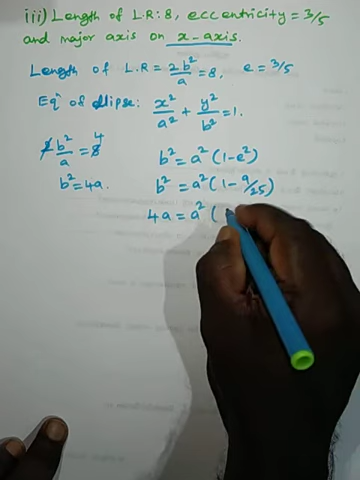 iii) Length of L.R: 8, eccentricity = 3/5
and major axis on x-axis.
Length of L.R = 2b²/a = 8, e = 3/5
Eqⁿ of ellipse: x²/a² + y²/b² = 1.
2b²/a = 8 4 b² = a² (1-e²)
b² = 4a. b² = a² (1 - 9/25)
4a = a² (